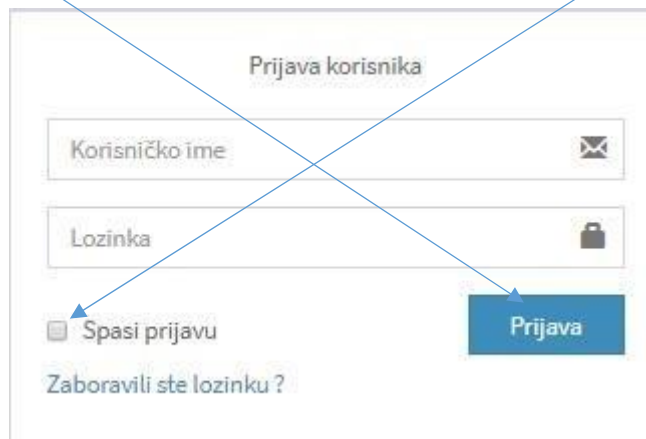 Prijava korisnika
Korisničko ime
Lozinka
Spasi prijavu
Prijava
Zaboravili ste lozinku ?